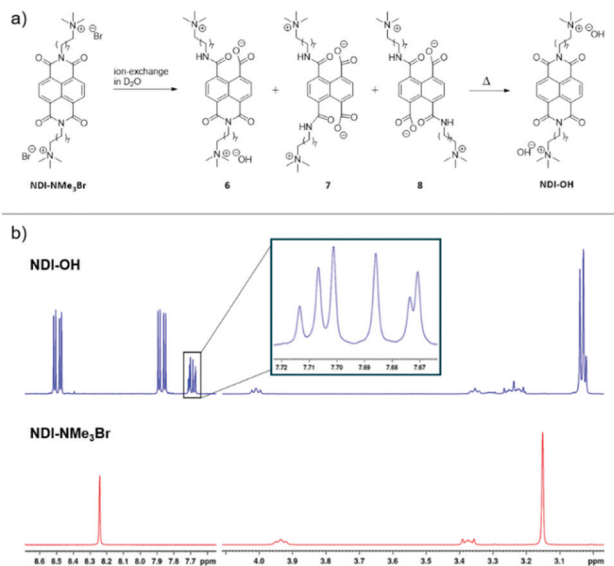 a)
ion-exchange
in D₂O
+
+
Δ
NDI-NMe₃Br
6
7
8
NDI-OH
b)
NDI-OH
7.72 7.71 7.70 7.69 7.68 7.67
NDI-NMe₃Br
8.6 8.5 8.4 8.3 8.2 8.1 7.9 7.8 7.7 ppm 4.0 3.9 3.8 3.7 3.6 3.5 3.4 3.3 3.2 3.1 ppm